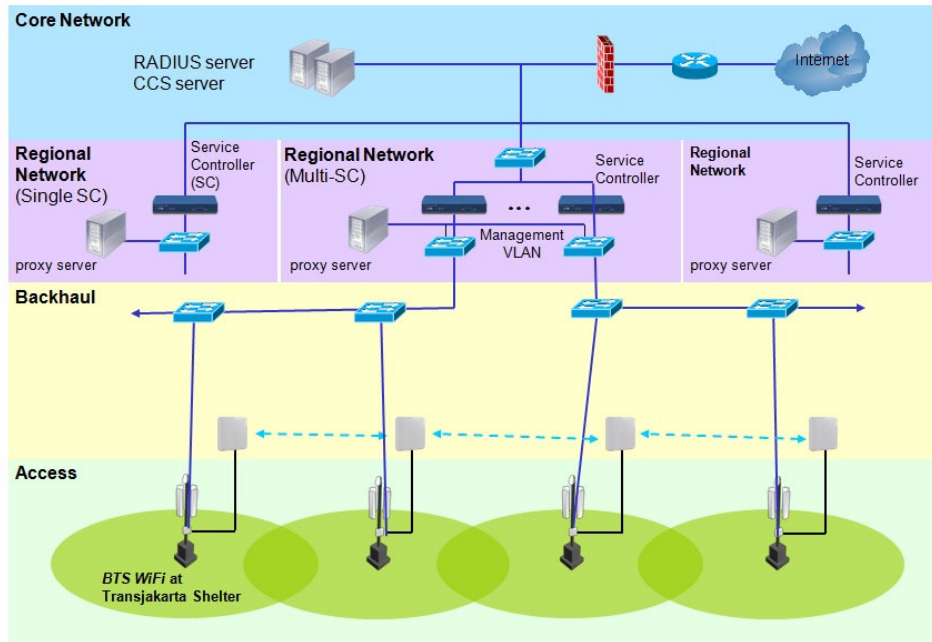 Core Network
RADIUS server
CCS server
Internet
Regional
Network
(Single SC)
Service
Controller
(SC)
proxy server
Regional Network
(Multi-SC)
Service
Controller
...
Management
VLAN
proxy server
Regional
Network
Service
Controller
proxy server
Backhaul
Access
BTS WiFi at
Transjakarta Shelter